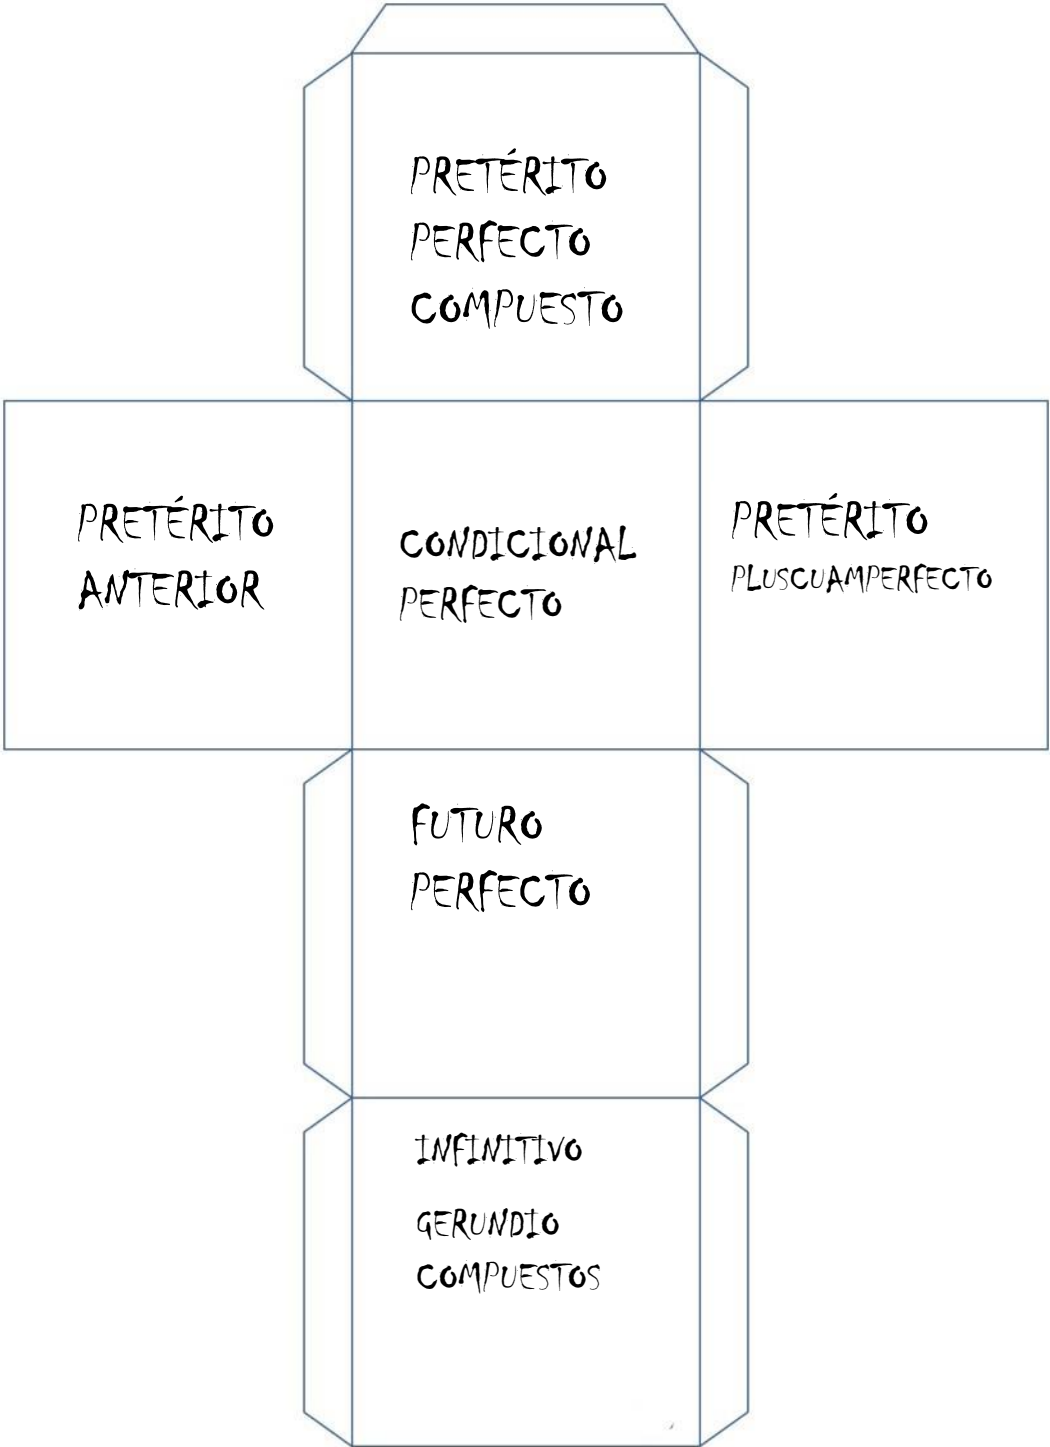 PRETÉRITO
PERFECTO
COMPUESTO
PRETÉRITO
ANTERIOR
CONDICIONAL
PERFECTO
PRETÉRITO
PLUSCUAMPERFECTO
FUTURO
PERFECTO
INFINITIVO
GERUNDIO
COMPUESTOS